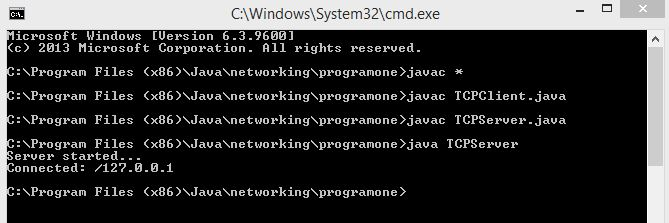 C:\Windows\System32\cmd.exe
C:\.
Microsoft Windows [Version 6.3.9600]
(c) 2013 Microsoft Corporation. All rights reserved.
C:\Program Files (x86)\Java\networking\programone>javac *
C:\Program Files (x86)\Java\networking\programone>javac TCPClient.java
C:\Program Files (x86)\Java\networking\programone>javac TCPServer.java
C:\Program Files (x86)\Java\networking\programone>java TCPServer
Server started...
Connected: /127.0.0.1
C:\Program Files (x86)\Java\networking\programone>